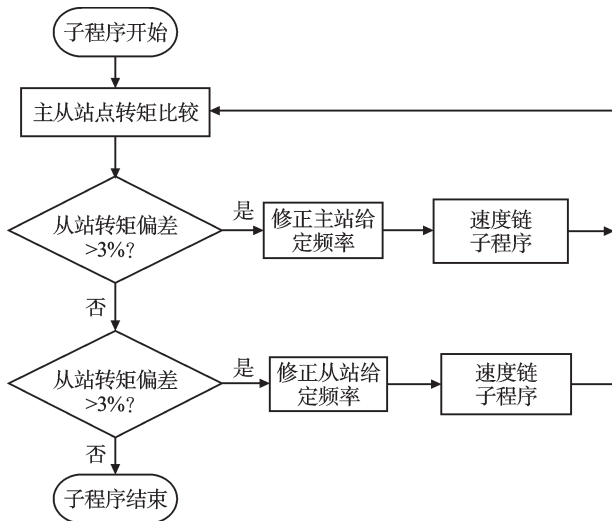 子程序开始
主从站点转矩比较
从站转矩偏差
>3%?
是
修正主站给
定频率
速度链
子程序
否
从站转矩偏差
>3%?
是
修正从站给
定频率
速度链
子程序
否
子程序结束